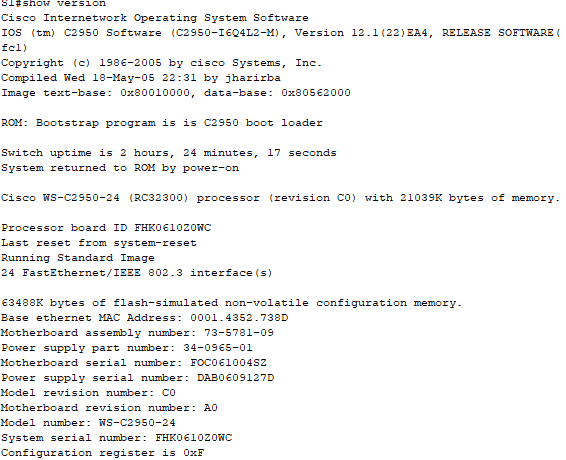 S1#show version
Cisco Internetwork Operating System Software
IOS (tm) C2950 Software (C2950-I6Q4L2-M), Version 12.1(22)EA4, RELEASE SOFTWARE(
fc1)
Copyright (c) 1986-2005 by cisco Systems, Inc.
Compiled Wed 18-May-05 22:31 by jharirba
Image text-base: 0x80010000, data-base: 0x80562000
ROM: Bootstrap program is is C2950 boot loader
Switch uptime is 2 hours, 24 minutes, 17 seconds
System returned to ROM by power-on
Cisco WS-C2950-24 (RC32300) processor (revision C0) with 21039K bytes of memory.
Processor board ID FHK0610Z0WC
Last reset from system-reset
Running Standard Image
24 FastEthernet/IEEE 802.3 interface(s)
63488K bytes of flash-simulated non-volatile configuration memory.
Base ethernet MAC Address: 0001.4352.738D
Motherboard assembly number: 73-5781-09
Power supply part number: 34-0965-01
Motherboard serial number: FOC061004SZ
Power supply serial number: DAB0609127D
Model revision number: C0
Motherboard revision number: A0
Model number: WS-C2950-24
System serial number: FHK0610Z0WC
Configuration register is 0xF